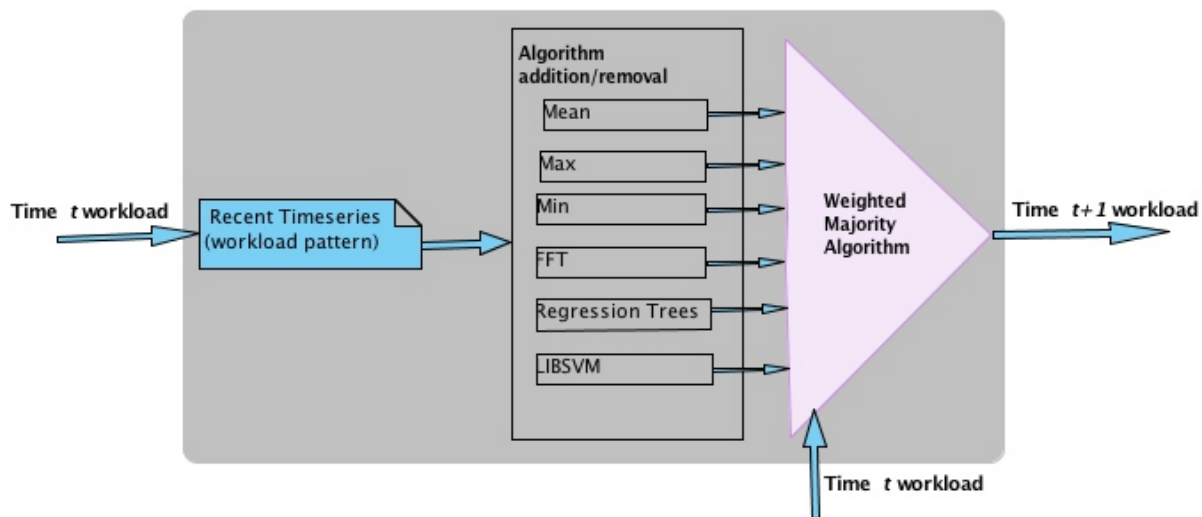 Algorithm
addition/removal
Mean
Max
Min
FFT
Regression Trees
LIBSVM
Time t workload
Recent Timeseries
(workload pattern)
Weighted
Majority
Algorithm
Time t+1 workload
Time t workload